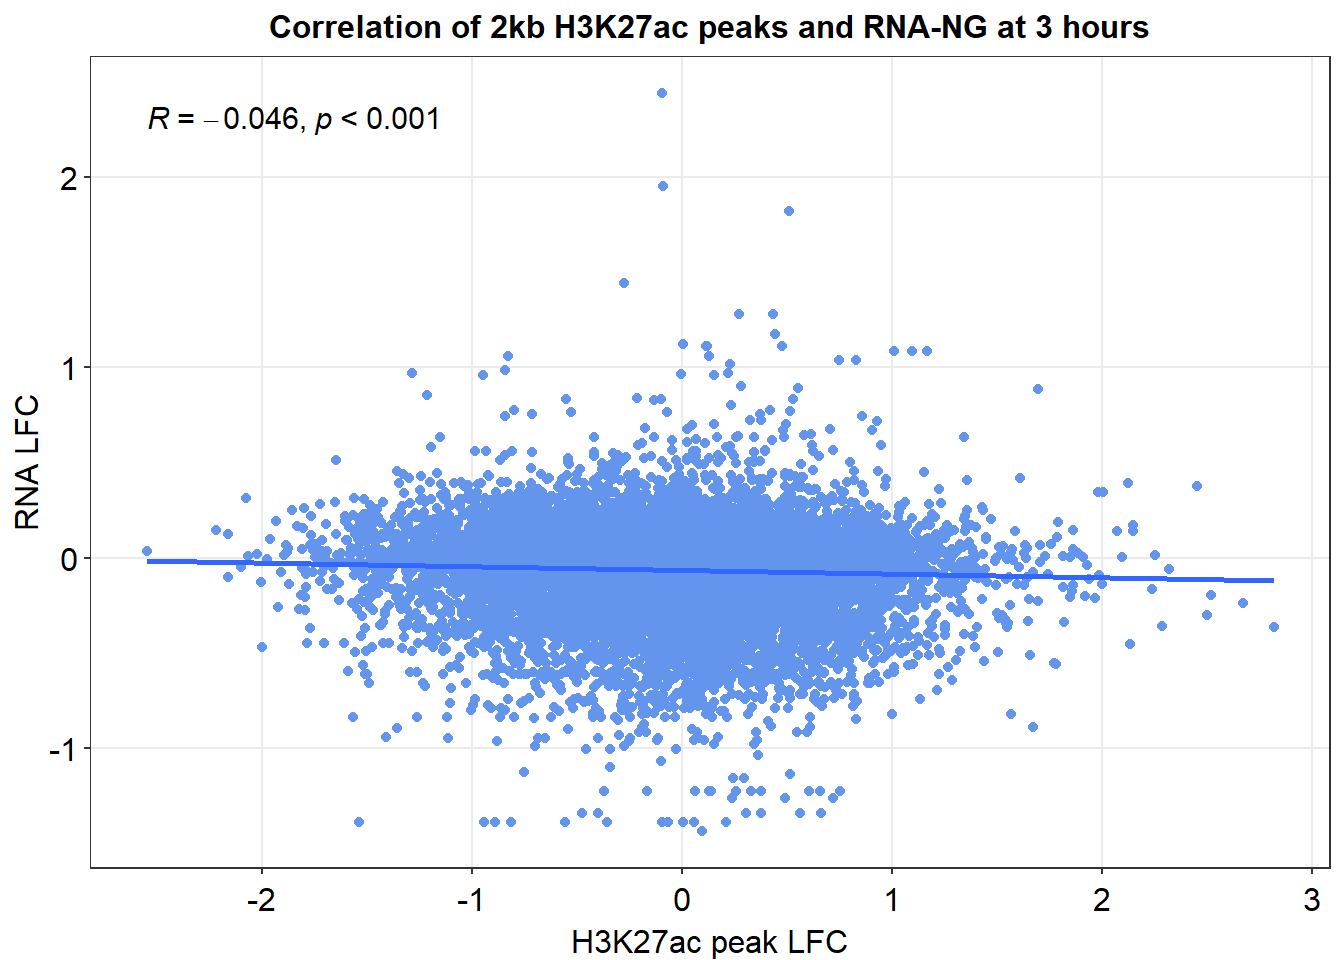 Correlation of 2kb H3K27ac peaks and RNA-NG at 3 hours
R = −0.046, p < 0.001
RNA LFC
2
1
0
-1
-2
-1
0
1
2
3
H3K27ac peak LFC